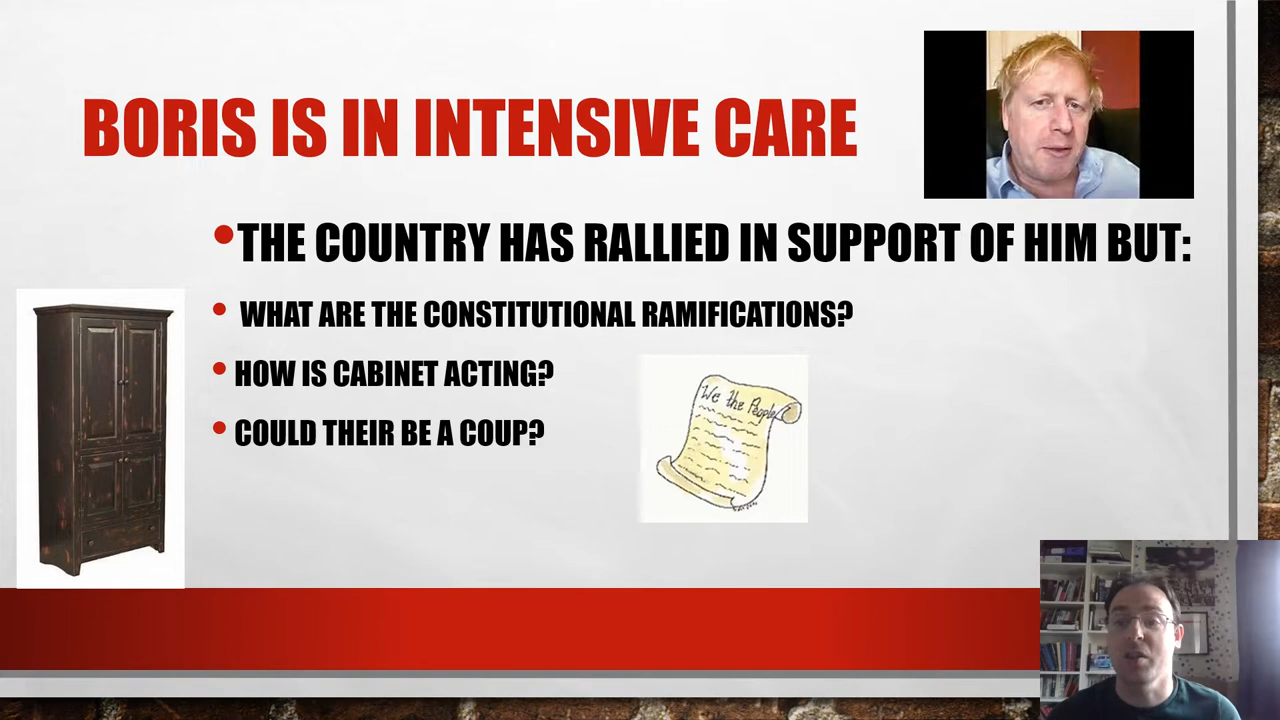 BORIS IS IN INTENSIVE CARE
•THE COUNTRY HAS RALLIED IN SUPPORT OF HIM BUT:
• WHAT ARE THE CONSTITUTIONAL RAMIFICATIONS?
• HOW IS CABINET ACTING?
We the People
• COULD THEIR BE A COUP?